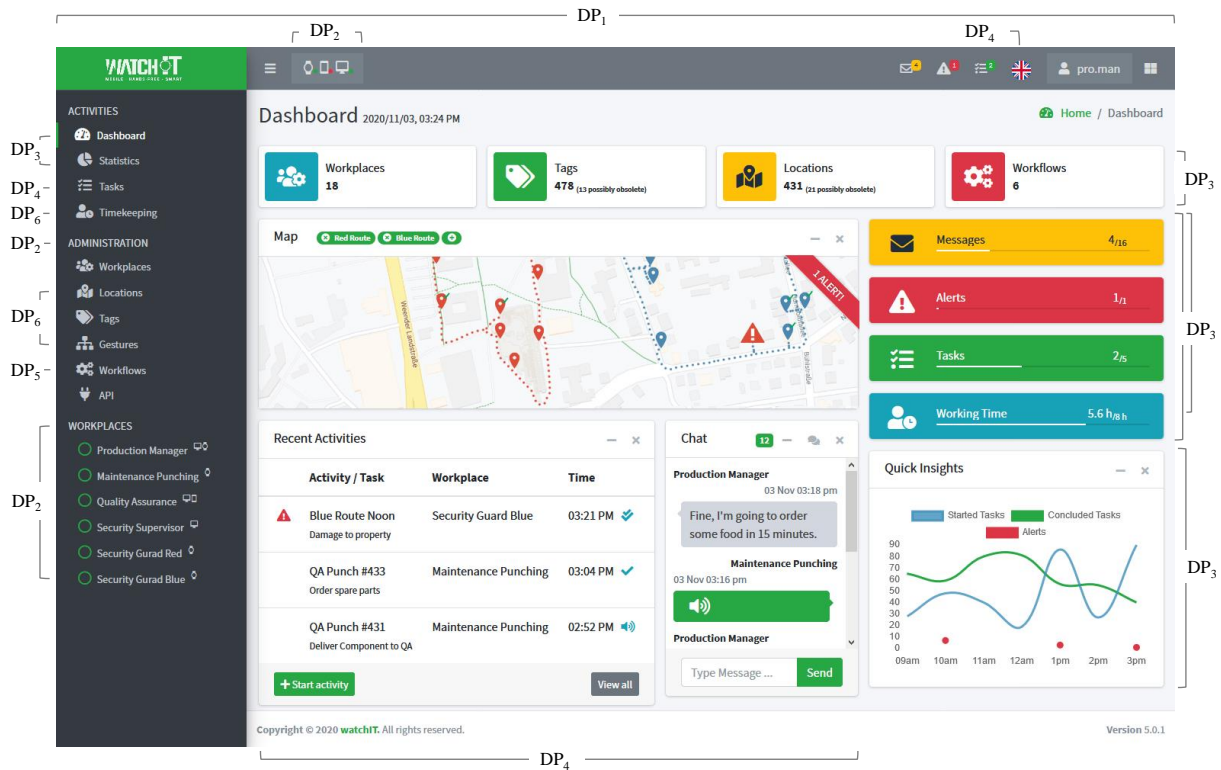 DP1
DP2
DP4
WATCHiT
MOBILE · HANDS FREE · SMART
1
2
pro.man
ACTIVITIES
Dashboard
Statistics
Tasks
Timekeeping
ADMINISTRATION
Workplaces
Locations
Tags
Gestures
Workflows
API
WORKPLACES
Production Manager
Maintenance Punching
Quality Assurance
Security Supervisor
Security Gurad Red
Security Gurad Blue
DP3
DP4
DP6
DP2
DP6
DP5
DP2
Dashboard 2020/11/03, 03:24 PM
Home / Dashboard
Workplaces
18
Tags
478 (13 possibly obsolete)
Locations
431 (21 possibly obsolete)
Workflows
6
DP3
Map Red Route Blue Route
Weender Landstraße
Bühlstraße
1 ALERT!
Messages 4/16
Alerts 1/1
Tasks 2/5
Working Time 5.6 h/8 h
DP3
Recent Activities
Activity / Task Workplace Time
Blue Route Noon Security Guard Blue 03:21 PM
Damage to property
QA Punch #433 Maintenance Punching 03:04 PM
Order spare parts
QA Punch #431 Maintenance Punching 02:52 PM
Deliver Component to QA
Start activity
View all
Chat 12
Production Manager
03 Nov 03:18 pm
Fine, I'm going to order
some food in 15 minutes.
Maintenance Punching
03 Nov 03:16 pm
Production Manager
Type Message ... Send
Quick Insights
Started Tasks Concluded Tasks
Alerts
90
80
70
60
50
40
30
20
10
0
09am 10am 11am 12am 1pm 2pm 3pm
DP3
Copyright © 2020 watchIT. All rights reserved.
Version 5.0.1
DP4